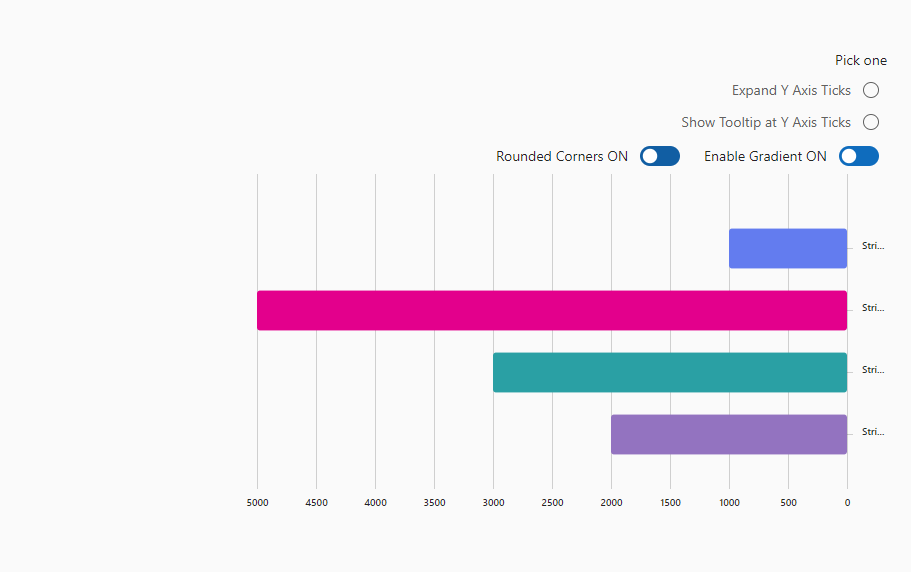 Pick one
Expand Y Axis Ticks
Show Tooltip at Y Axis Ticks
Rounded Corners ON
Enable Gradient ON
Stri...
Stri...
Stri...
Stri...
5000 4500 4000 3500 3000 2500 2000 1500 1000 500 0